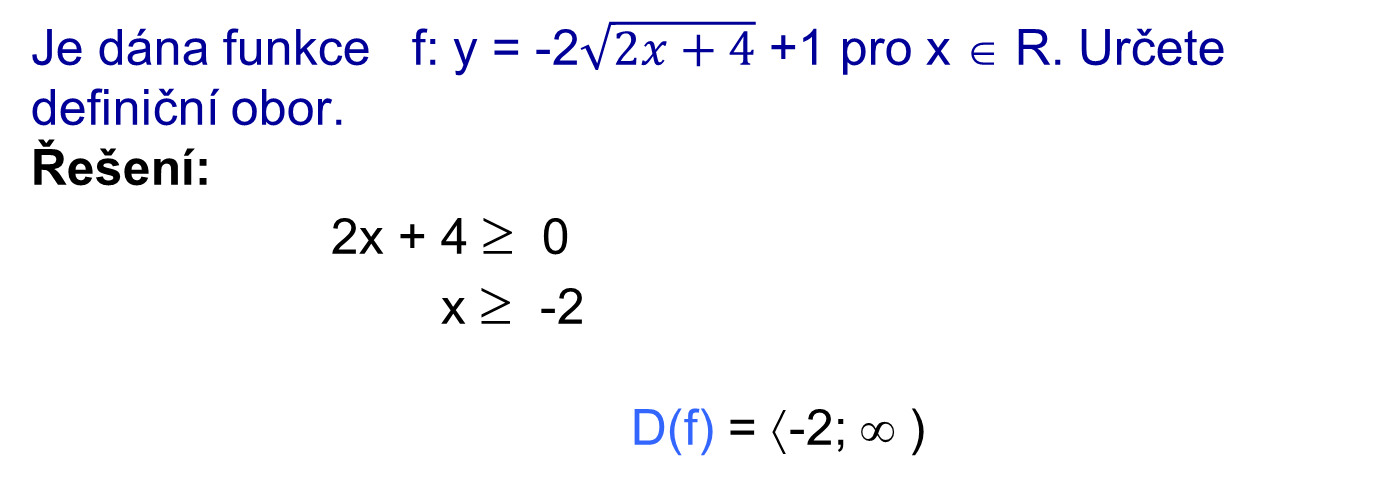 Je dána funkce f: y = -2√2x + 4 +1 pro x ∈ R. Určete
definiční obor.
Řešení:
2x + 4 ≥ 0
x ≥ -2
D(f) = ⟨-2; ∞ )